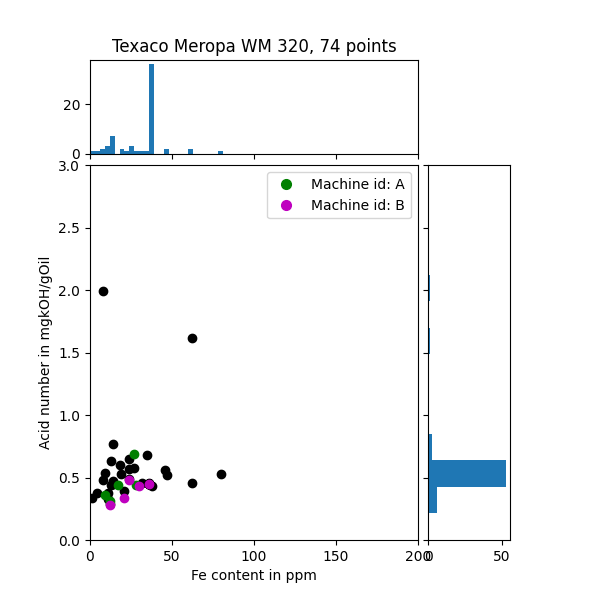 Texaco Meropa WM 320, 74 points
20
0
3.0
2.5
2.0
1.5
1.0
0.5
0.0
Acid number in mgkOH/gOil
Machine id: A
Machine id: B
0 50 100 150 200
0 50
Fe content in ppm